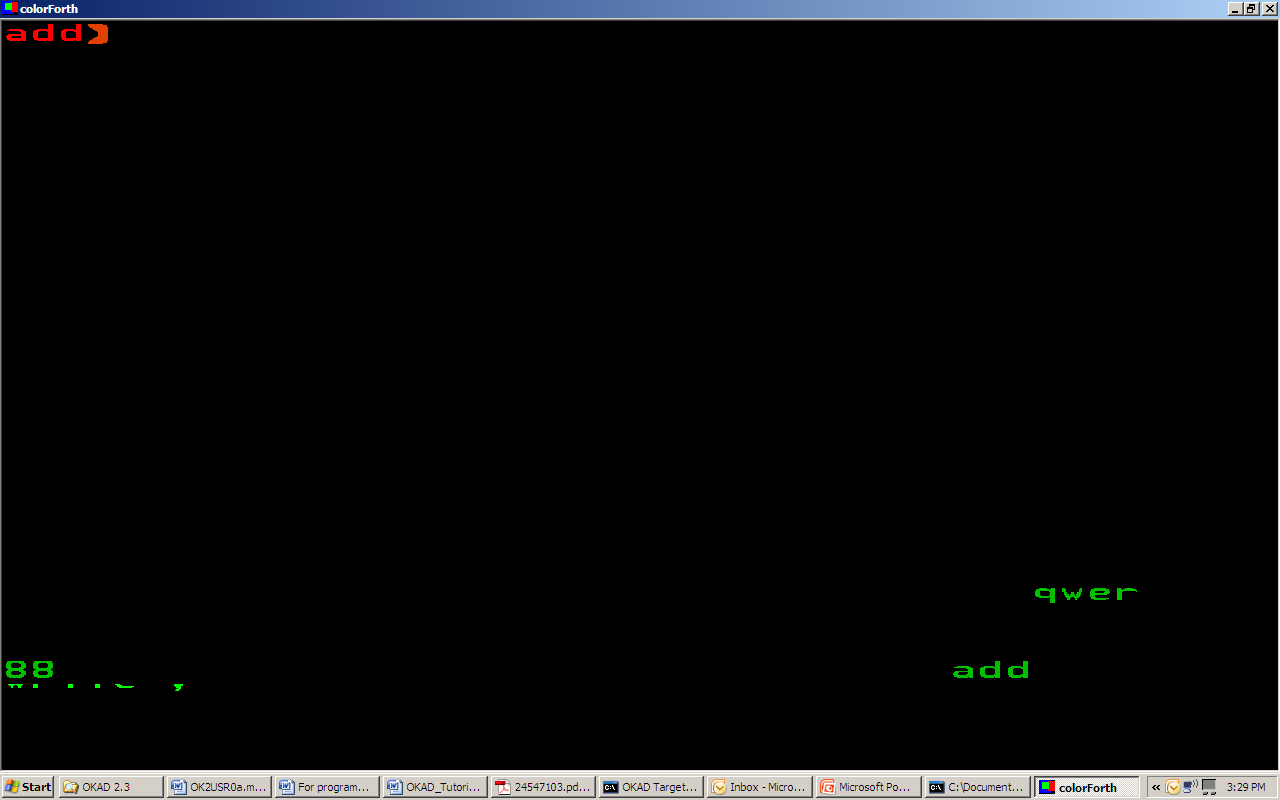 colorForth
add
qwer
88 add
Start OKAD 2.3 OK2USR0a.m... For program... OKAD_Tutori... 24547103.pd... OKAD Target... Inbox - Micro... Microsoft Po... C:\Document... colorForth « 3:29 PM